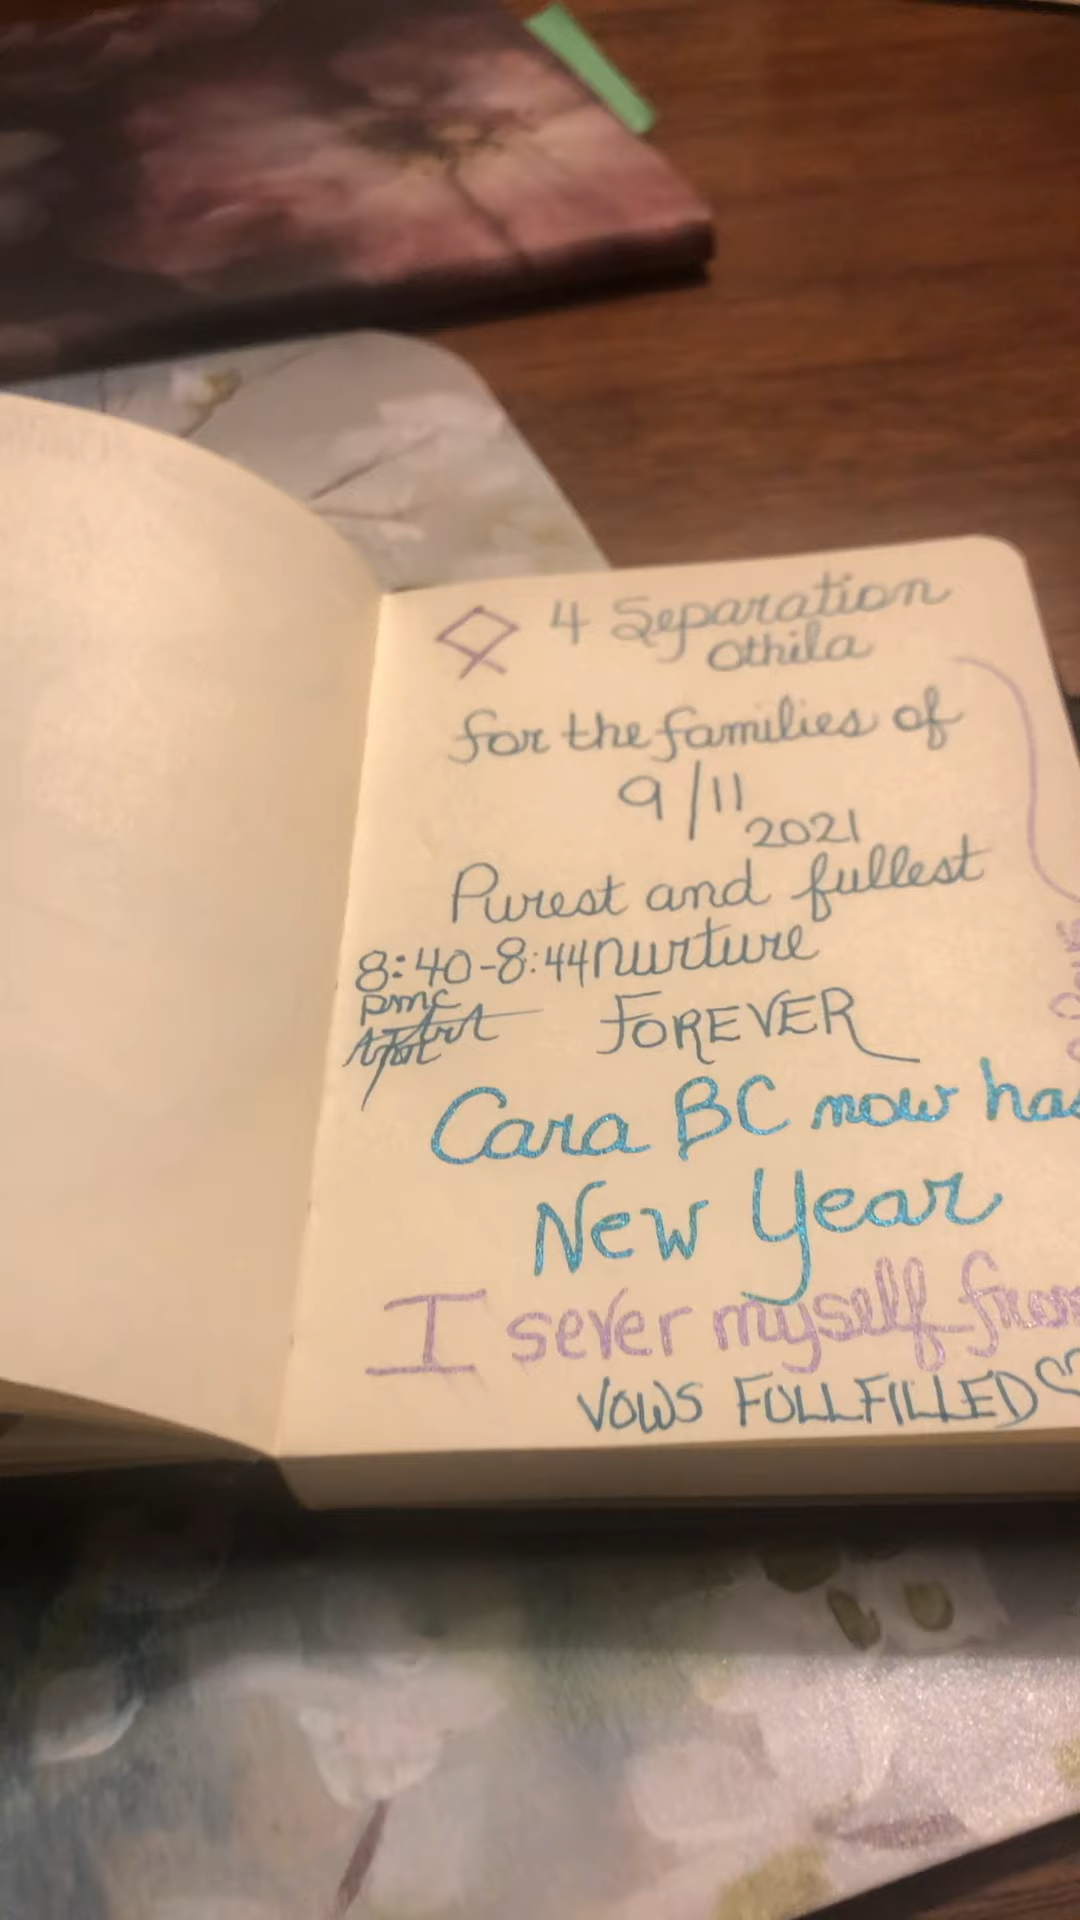 4 Separation
Othila
for the families of
9/11
2021
Purest and fullest
8:40-8:44 nurture
pmc
FOREVER
Cara BC now has
New Year
I sever myself from
VOWS FULLFILLED